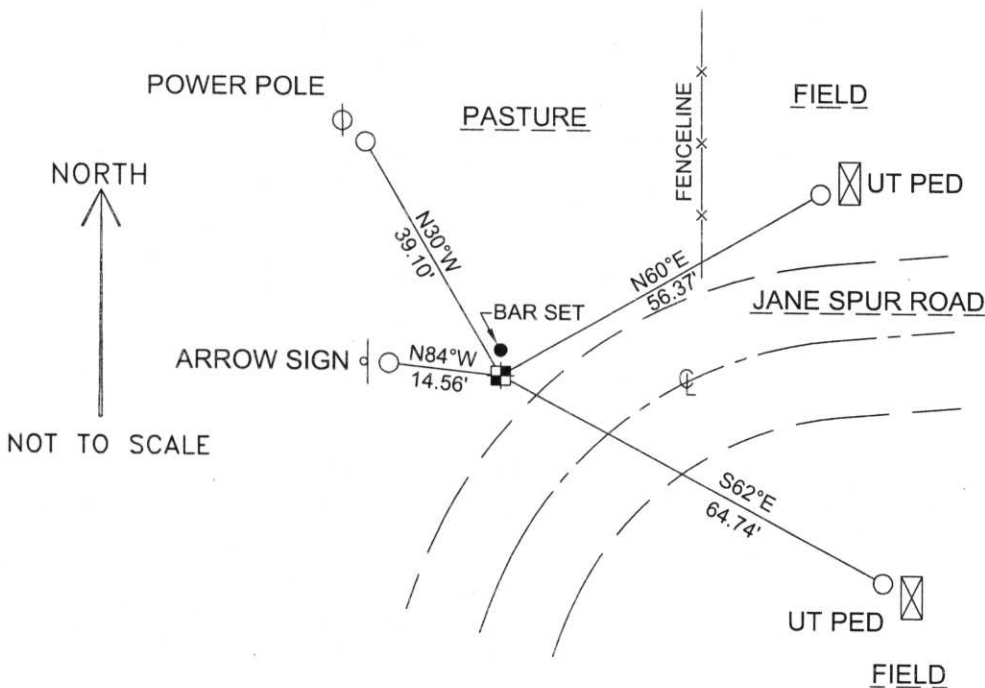 POWER POLE
PASTURE
FENCELINE
FIELD
NORTH
UT PED
N30°W
39.10'
N60°E
56.37'
BAR SET
JANE SPUR ROAD
ARROW SIGN
N84°W
14.56'
℄
NOT TO SCALE
S62°E
64.74'
UT PED
FIELD